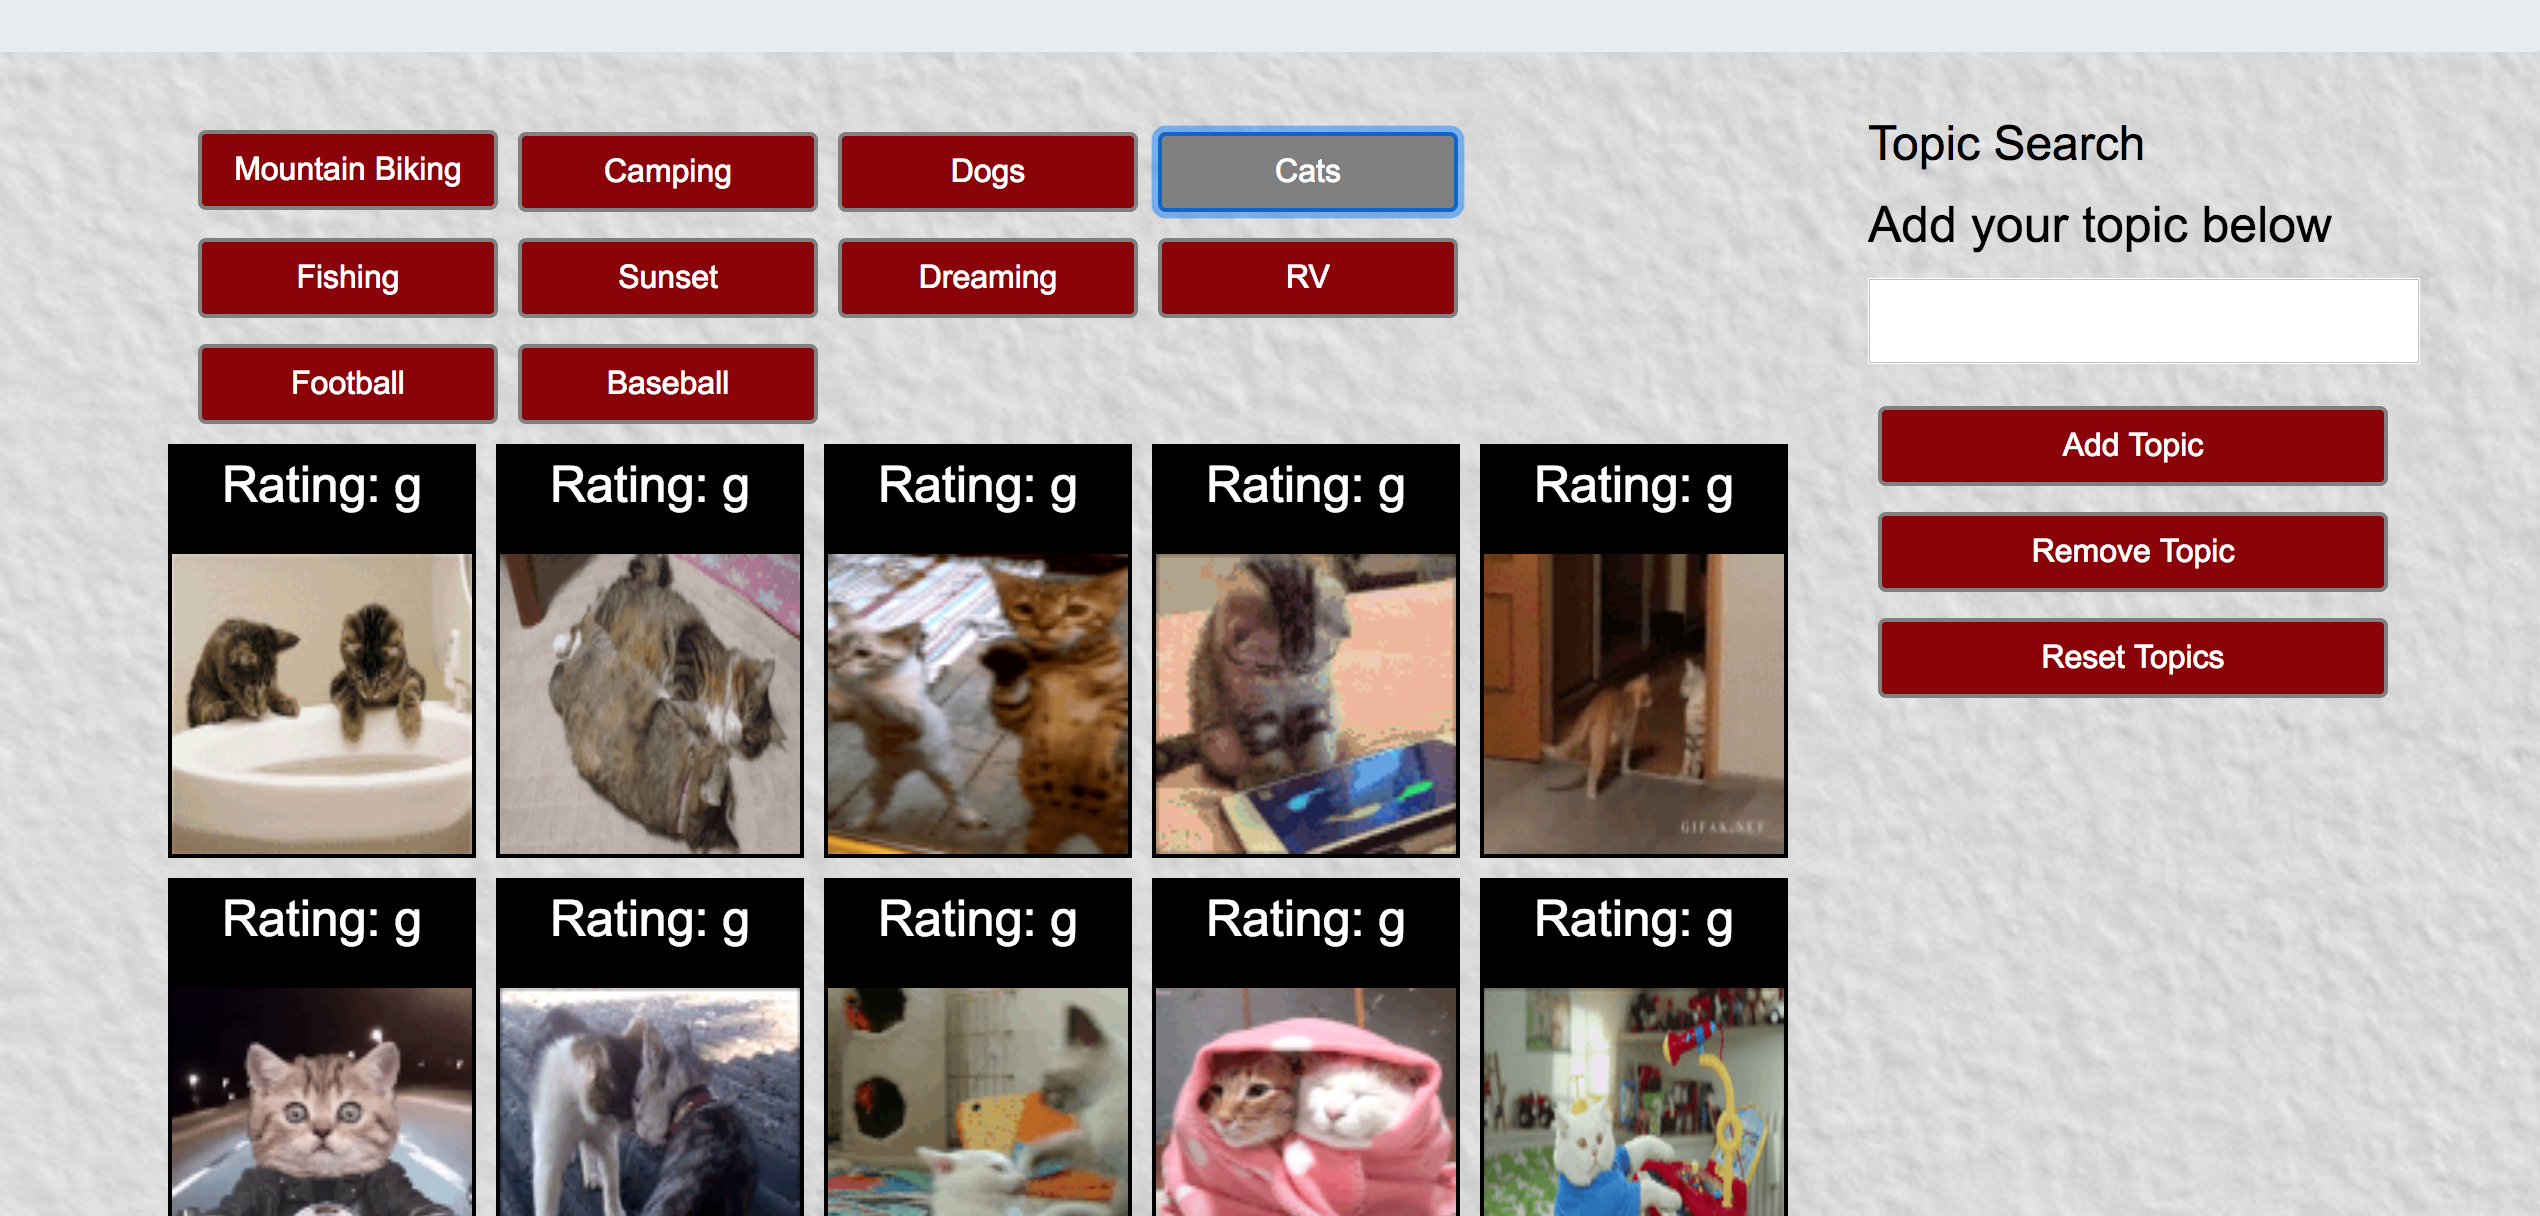 Mountain Biking
Camping
Dogs
Cats
Fishing
Sunset
Dreaming
RV
Football
Baseball
Topic Search
Add your topic below
Add Topic
Remove Topic
Reset Topics
Rating: g
Rating: g
Rating: g
Rating: g
Rating: g
GIFAK.NET
Rating: g
Rating: g
Rating: g
Rating: g
Rating: g